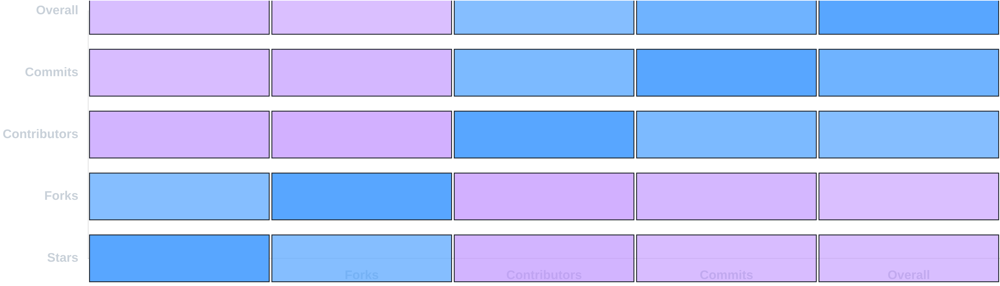 Overall
Commits
Contributors
Forks
Stars
Forks Contributors Commits Overall